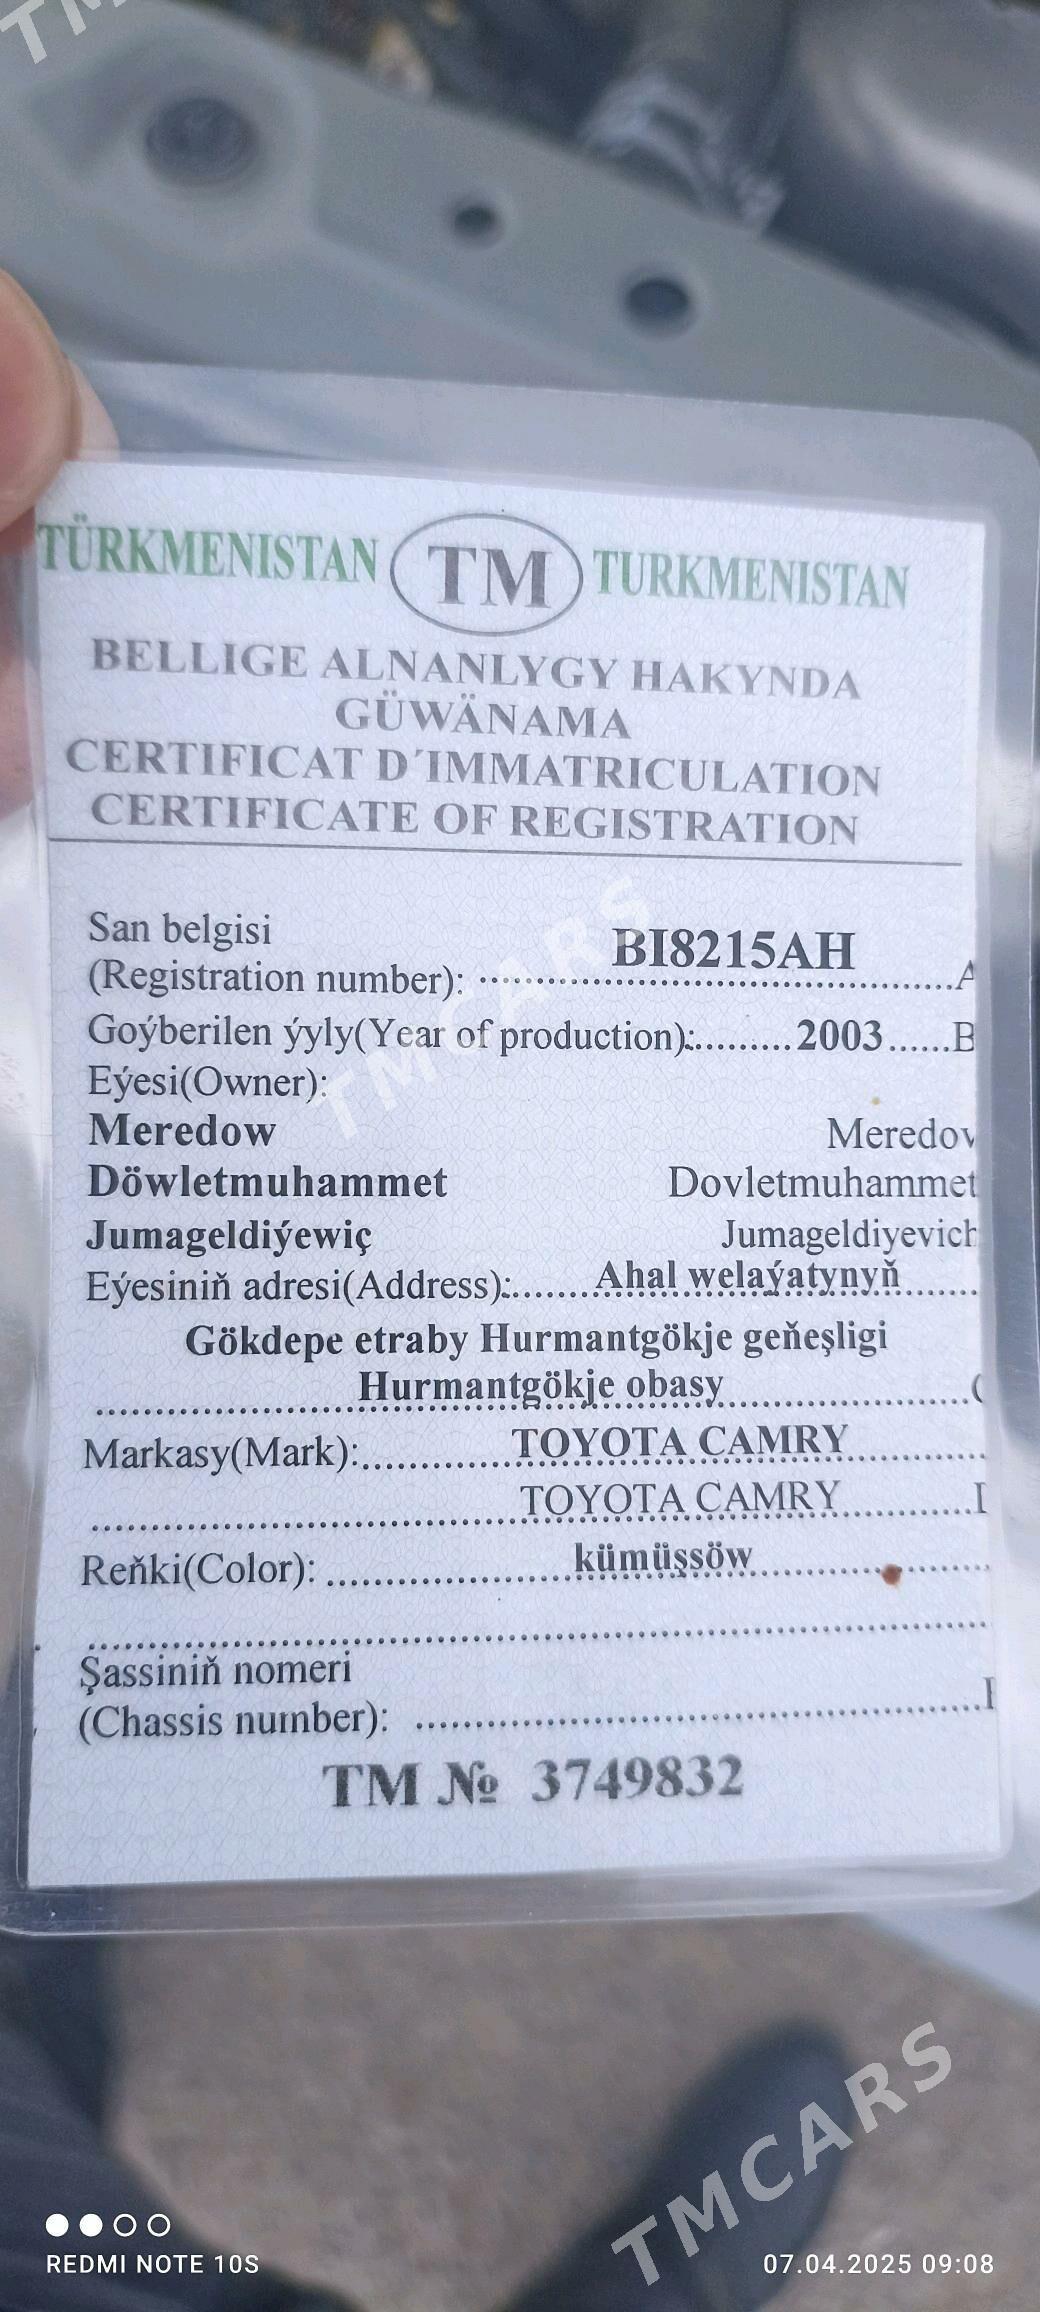 TÜRKMENISTAN TM TURKMENISTAN
BELLIGE ALNANLYGY HAKYNDA
GÜWÄNAMA
CERTIFICAT D´IMMATRICULATION
CERTIFICATE OF REGISTRATION
San belgisi
(Registration number): BI8215AH A
Goýberilen ýyly(Year of production): 2003 B
Eýesi(Owner):
Meredow Meredov
Döwletmuhammet Dovletmuhammet
Jumageldiýewiç Jumageldiyevich
Eýesiniň adresi(Address): Ahal welaýatynyň
Gökdepe etraby Hurmantgökje geňeşligi
Hurmantgökje obasy
Markasy(Mark): TOYOTA CAMRY
TOYOTA CAMRY
Reňki(Color): kümüşsöw
Şassiniň nomeri
(Chassis number):
TM № 3749832
TMCARS
TMCARS
REDMI NOTE 10S 07.04.2025 09:08